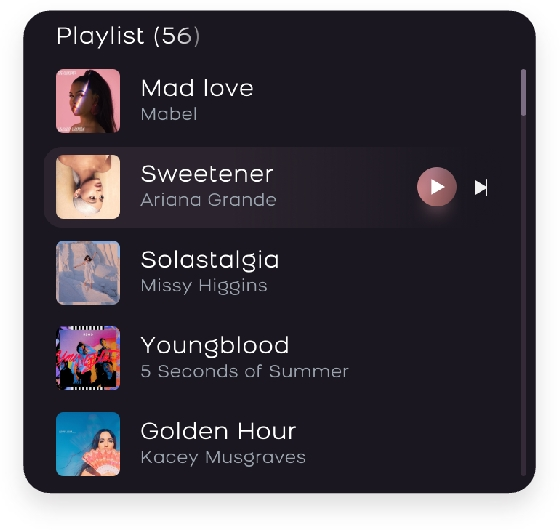 Playlist (56)
Mad love
Mabel
Sweetener
Ariana Grande
Solastalgia
Missy Higgins
Youngblood
5 Seconds of Summer
Golden Hour
Kacey Musgraves